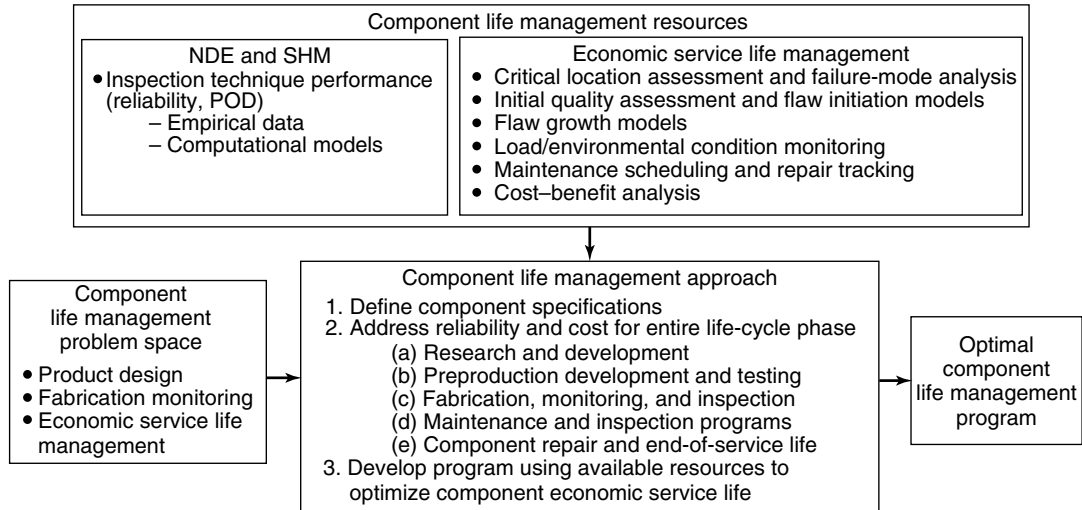 Component life management resources
NDE and SHM
•Inspection technique performance
(reliability, POD)
– Empirical data
– Computational models
Economic service life management
• Critical location assessment and failure-mode analysis
• Initial quality assessment and flaw initiation models
• Flaw growth models
• Load/environmental condition monitoring
• Maintenance scheduling and repair tracking
• Cost–benefit analysis
Component
life management
problem space
• Product design
• Fabrication monitoring
• Economic service life
management
Component life management approach
1. Define component specifications
2. Address reliability and cost for entire life-cycle phase
(a) Research and development
(b) Preproduction development and testing
(c) Fabrication, monitoring, and inspection
(d) Maintenance and inspection programs
(e) Component repair and end-of-service life
3. Develop program using available resources to
optimize component economic service life
Optimal
component
life management
program